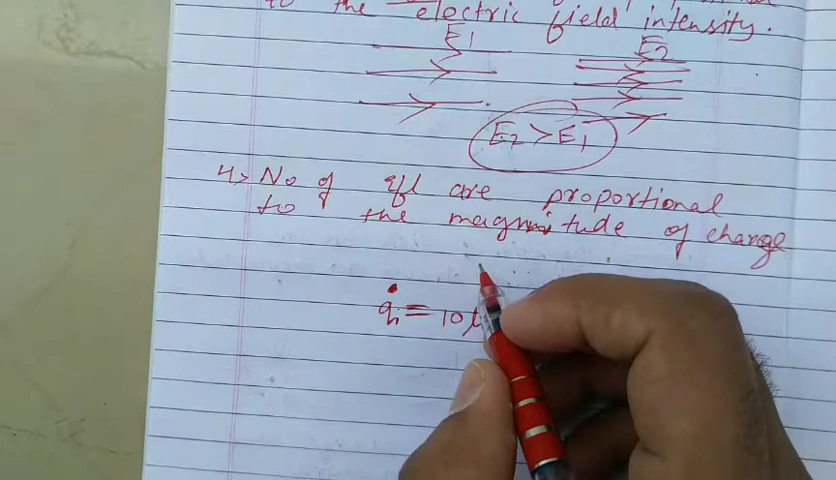 to the
electric field intensity.
E1 E2
E2 > E1
4> No of efl are proportional
to the magnitude of charge
q = 10